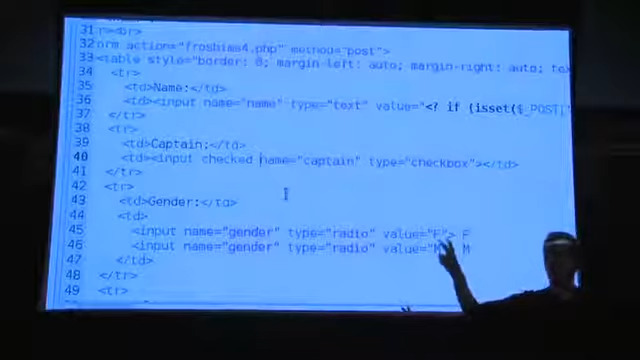 31 r><br>
32 orm action="froshims4.php" method="post">
33 <table style="border: 0; margin-left: auto; margin-right: auto; tex
34 <tr>
35 <td>Name:</td>
36 <td><input name="name" type="text" value="<? if (isset($_POST["
37 </tr>
38 <tr>
39 <td>Captain:</td>
40 <td><input checked name="captain" type="checkbox"></td>
41 </tr>
42 <tr>
43 <td>Gender:</td>
44 <td>
45 <input name="gender" type="radio" value="F"> F
46 <input name="gender" type="radio" value="M M
47 </td>
48 </tr>
49 <tr>